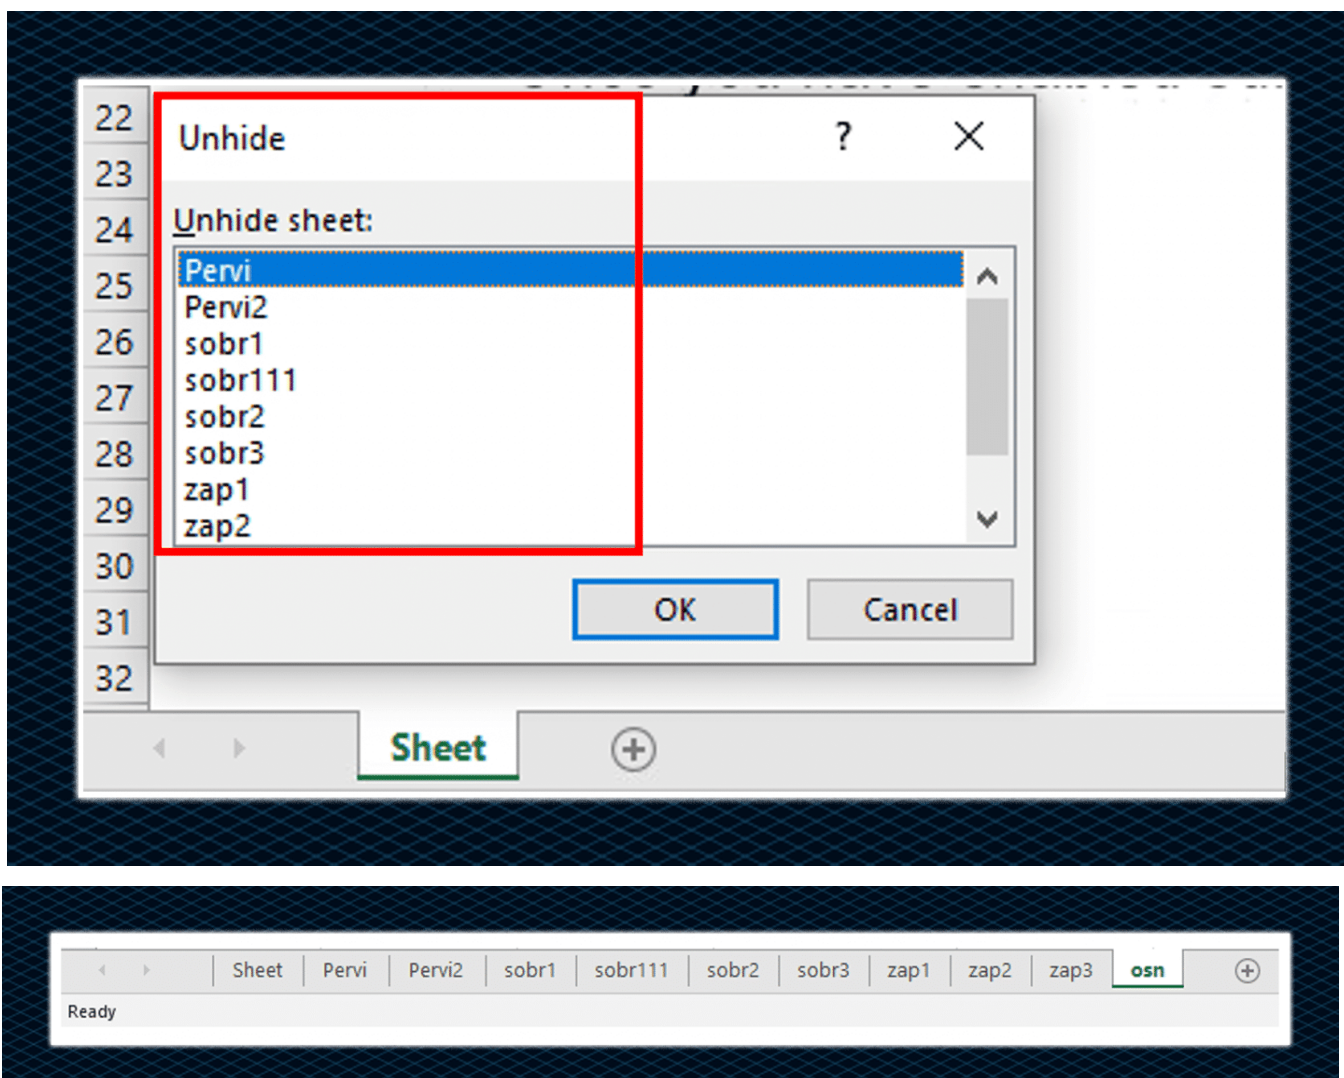 22
Unhide
?
23
24
Unhide sheet:
25
Pervi
Pervi2
26
sobr1
27
sobr111
sobr2
28
sobr3
29
zap1
zap2
30
31
OK
Cancel
32
Sheet
Sheet Pervi Pervi2 sobr1 sobr111 sobr2 sobr3 zap1 zap2 zap3 osn
Ready